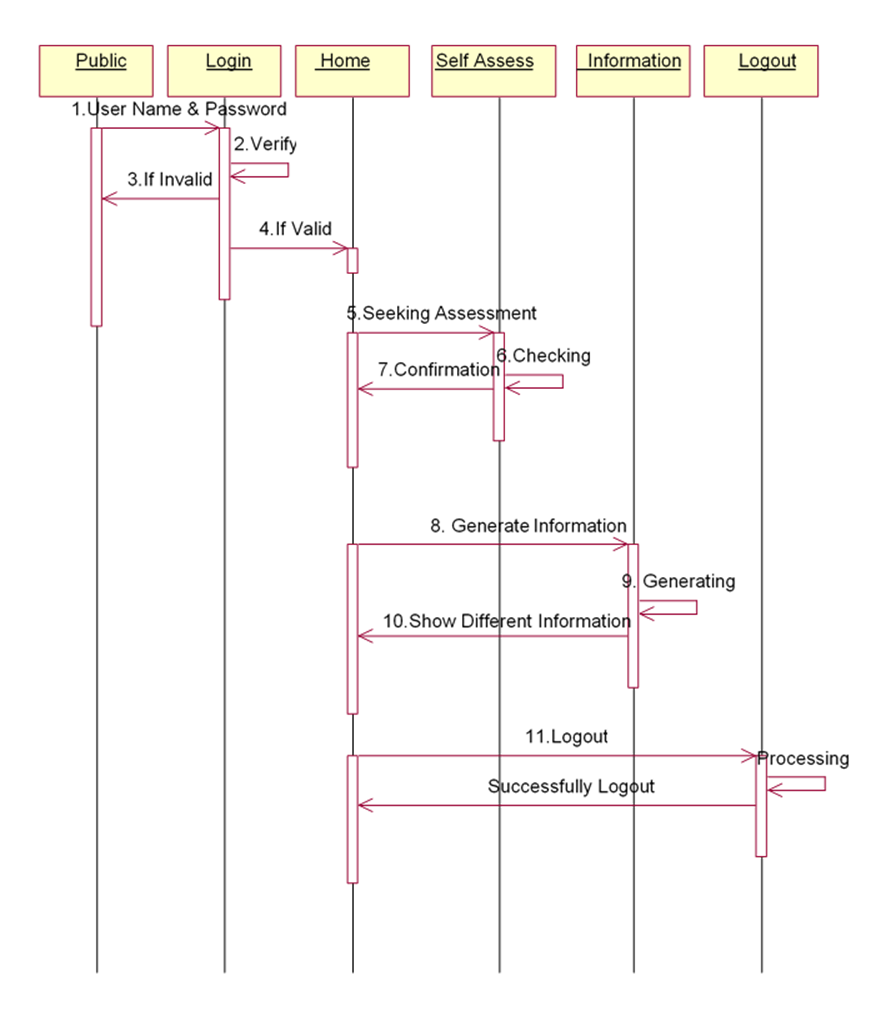 Public
Login
Home
Self Assess
Information
Logout
1.User Name & Password
2.Verify
3.If Invalid
4.If Valid
5.Seeking Assessment
6.Checking
7.Confirmation
8. Generate Information
9. Generating
10.Show Different Information
11.Logout
Processing
Successfully Logout